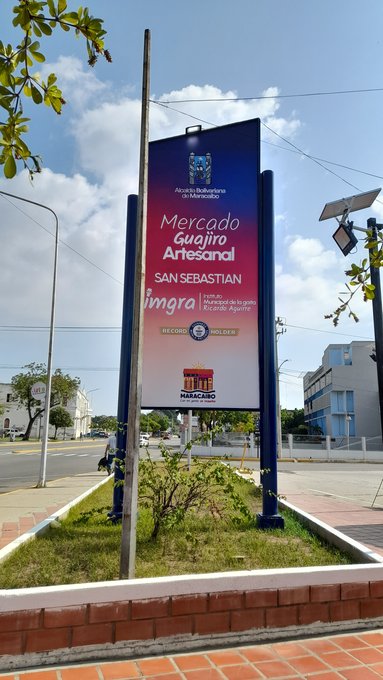 Alcaldía Bolivariana
de Maracaibo
Mercado
Guajiro
Artesanal
SAN SEBASTIAN
imgra
Instituto
Municipal de la gaita
Ricardo Aguirre
RECORD HOLDER
MARACAIBO